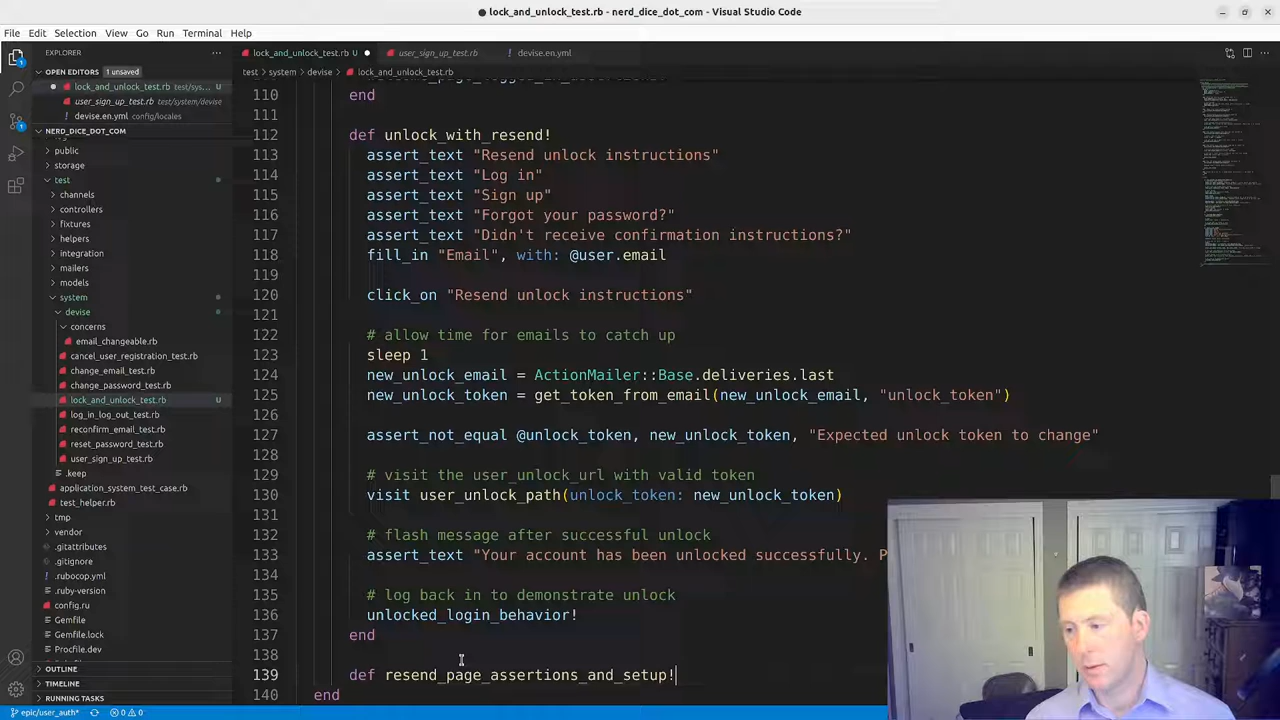 lock_and_unlock_test.rb - nerd_dice_dot_com - Visual Studio Code
File Edit Selection View Go Run Terminal Help
EXPLORER
OPEN EDITORS 1 unsaved
lock_and_unlock_test.rb test/sys... U
user_sign_up_test.rb test/system/devise
devise.en.yml config/locales
NERD_DICE_DOT_COM
public
storage
test
channels
controllers
fixtures
helpers
integration
mailers
models
system
devise
concerns
email_changeable.rb
cancel_user_registration_test.rb
change_email_test.rb
change_password_test.rb
lock_and_unlock_test.rb U
log_in_log_out_test.rb
reconfirm_email_test.rb
reset_password_test.rb
user_sign_up_test.rb
.keep
application_system_test_case.rb
test_helper.rb
tmp
vendor
.gitattributes
.gitignore
.rubocop.yml
.ruby-version
config.ru
Gemfile
Gemfile.lock
Procfile.dev
OUTLINE
TIMELINE
RUNNING TASKS
epic/user_auth* 0 0
lock_and_unlock_test.rb U
user_sign_up_test.rb
devise.en.yml
test > system > devise > lock_and_unlock_test.rb
110 end
111
112 def unlock_with_resend!
113 assert_text "Resend unlock instructions"
114 assert_text "Log in"
115 assert_text "Sign up"
116 assert_text "Forgot your password?"
117 assert_text "Didn't receive confirmation instructions?"
118 fill_in "Email", with: @user.email
119
120 click_on "Resend unlock instructions"
121
122 # allow time for emails to catch up
123 sleep 1
124 new_unlock_email = ActionMailer::Base.deliveries.last
125 new_unlock_token = get_token_from_email(new_unlock_email, "unlock_token")
126
127 assert_not_equal @unlock_token, new_unlock_token, "Expected unlock token to change"
128
129 # visit the user_unlock_url with valid token
130 visit user_unlock_path(unlock_token: new_unlock_token)
131
132 # flash message after successful unlock
133 assert_text "Your account has been unlocked successfully. P
134
135 # log back in to demonstrate unlock
136 unlocked_login_behavior!
137 end
138
139 def resend_page_assertions_and_setup!
140 end